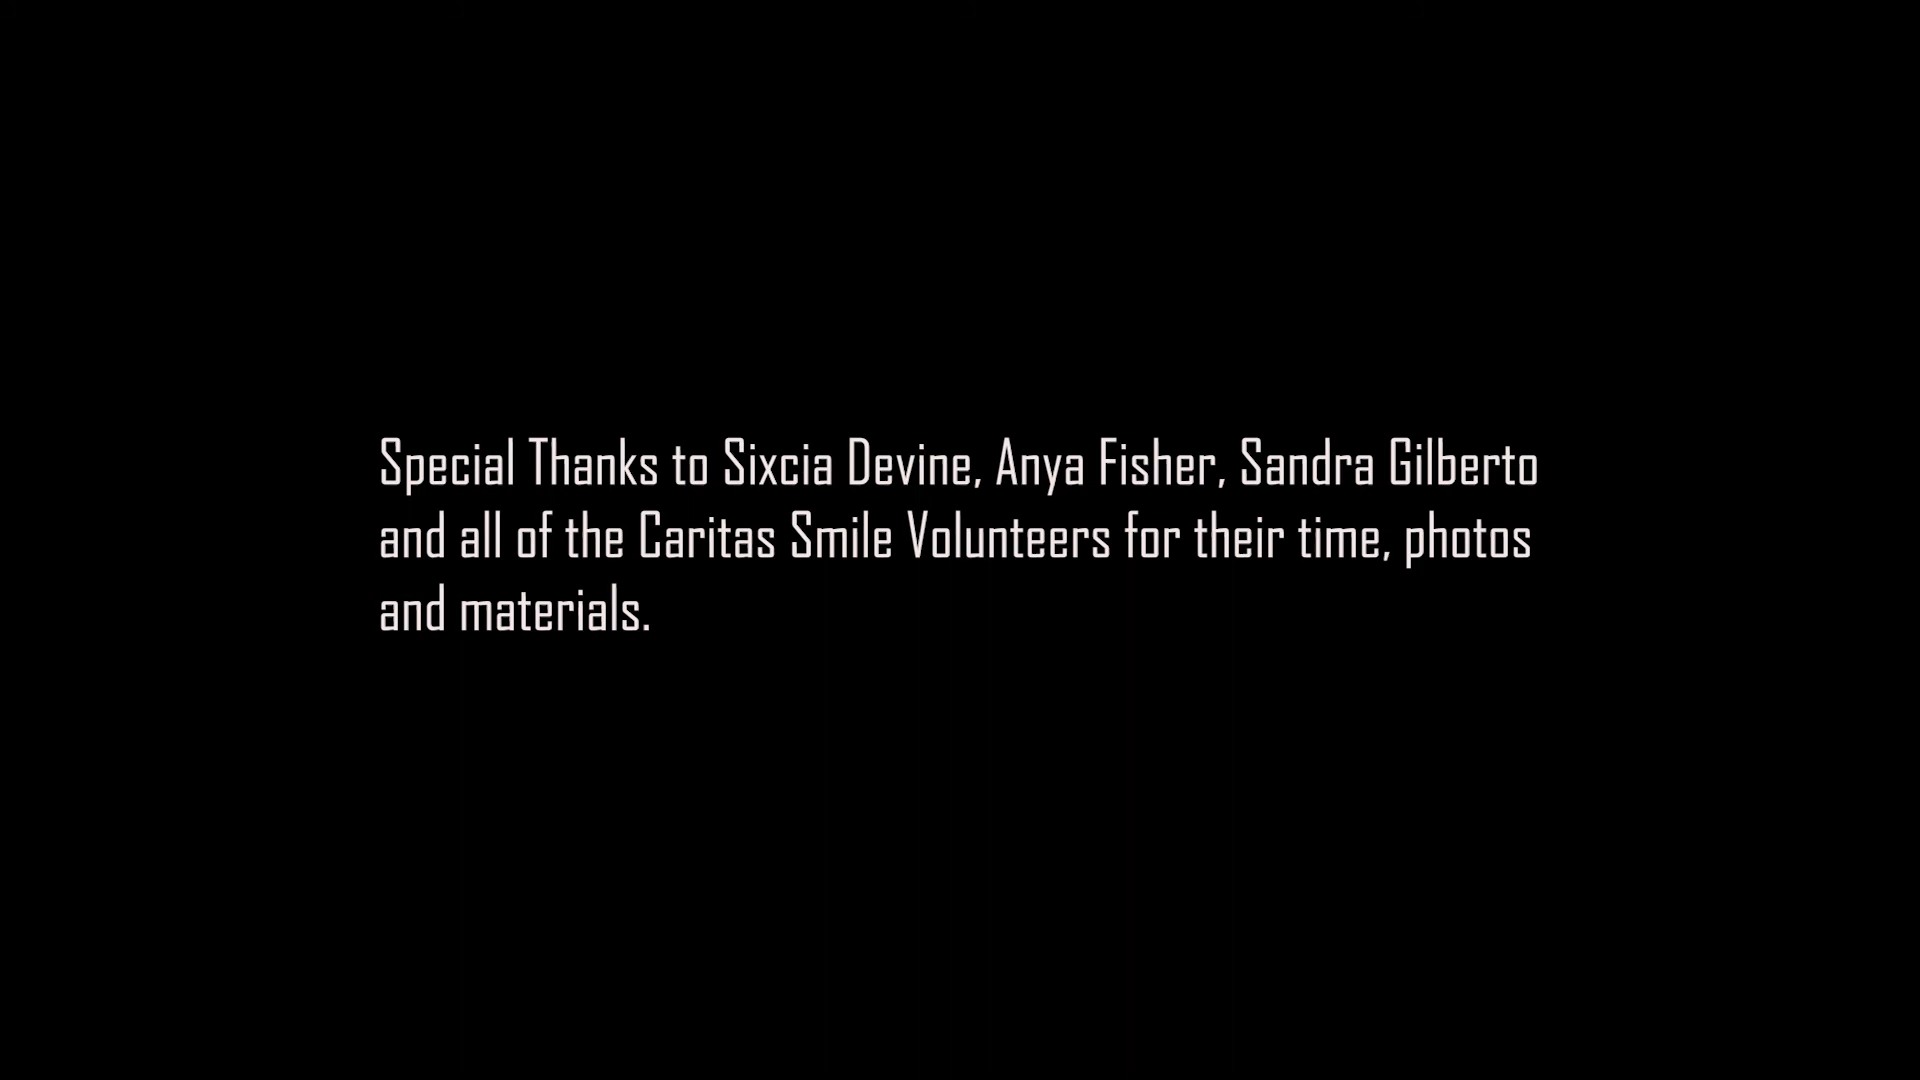 Special Thanks to Sixcia Devine, Anya Fisher, Sandra Gilberto
and all of the Caritas Smile Volunteers for their time, photos
and materials.